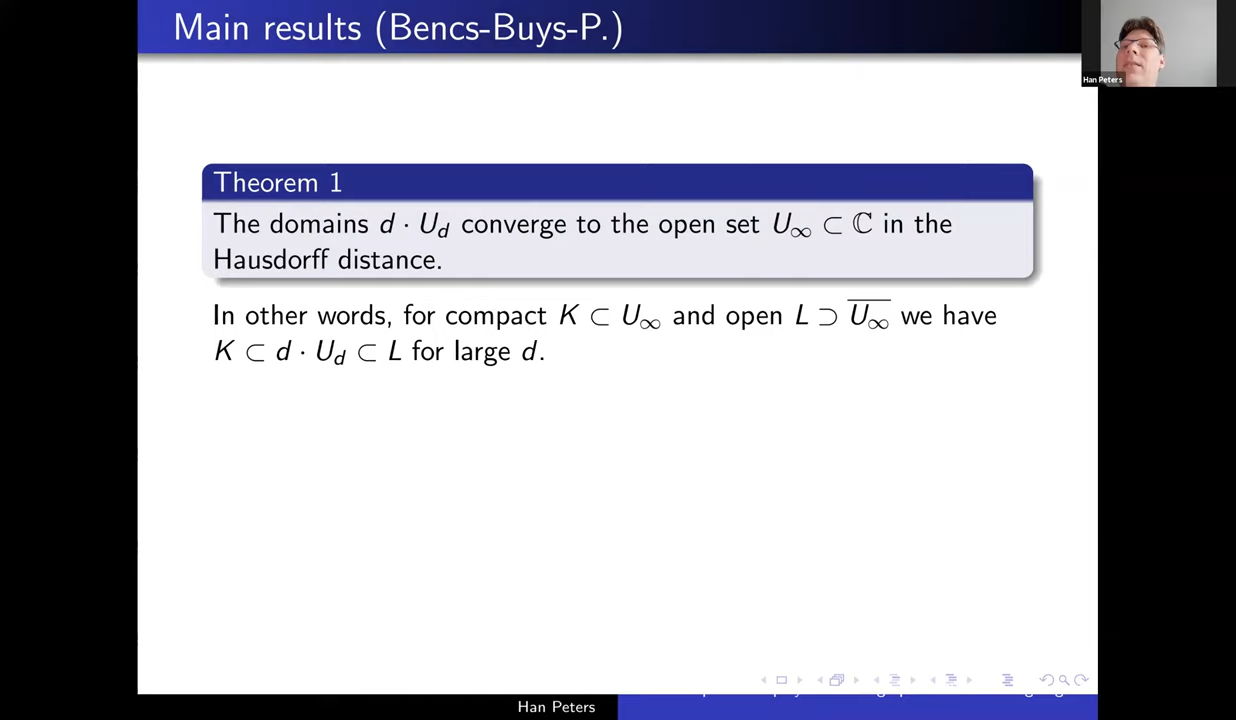 Main results (Bencs-Buys-P.)
Han Peters
Theorem 1
The domains d · U_d converge to the open set U_∞ ⊂ ℂ in the
Hausdorff distance.
In other words, for compact K ⊂ U_∞ and open L ⊃ \overline{U_∞} we have
K ⊂ d · U_d ⊂ L for large d.
Han Peters